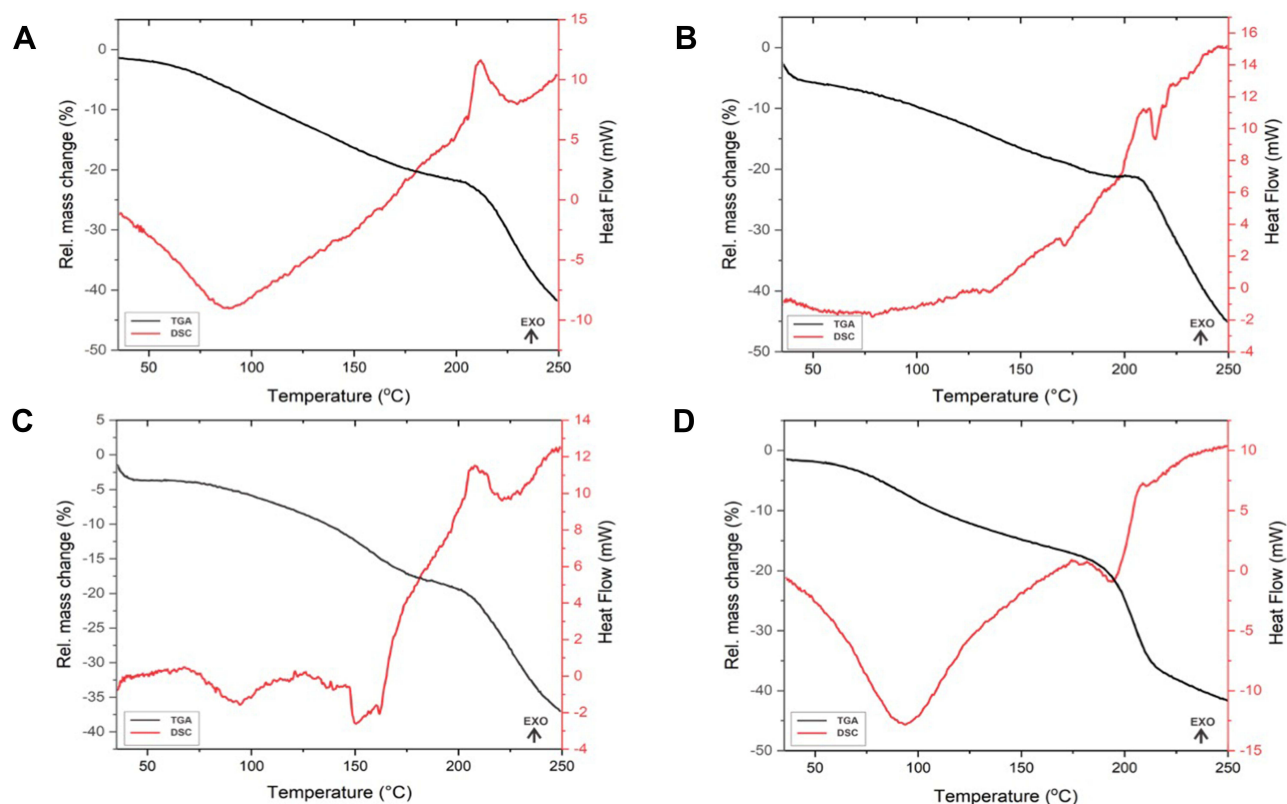 A
Rel. mass change (%)
0
-10
-20
-30
-40
-50
50
100
150
200
250
Temperature (ºC)
15
10
5
0
-5
-10
Heat Flow (mW)
TGA
DSC
EXO
B
Rel. mass change (%)
0
-10
-20
-30
-40
-50
50
100
150
200
250
Temperature (°C)
16
14
12
10
8
6
4
2
0
-2
-4
Heat Flow (mW)
TGA
DSC
EXO
C
Rel. mass change (%)
5
0
-5
-10
-15
-20
-25
-30
-35
-40
50
100
150
200
250
Temperature (ºC)
14
12
10
8
6
4
2
0
-2
-4
Heat Flow (mW)
TGA
DSC
EXO
D
Rel. mass change (%)
0
-10
-20
-30
-40
-50
50
100
150
200
250
Temperature (ºC)
10
5
0
-5
-10
-15
Heat Flow (mW)
TGA
DSC
EXO